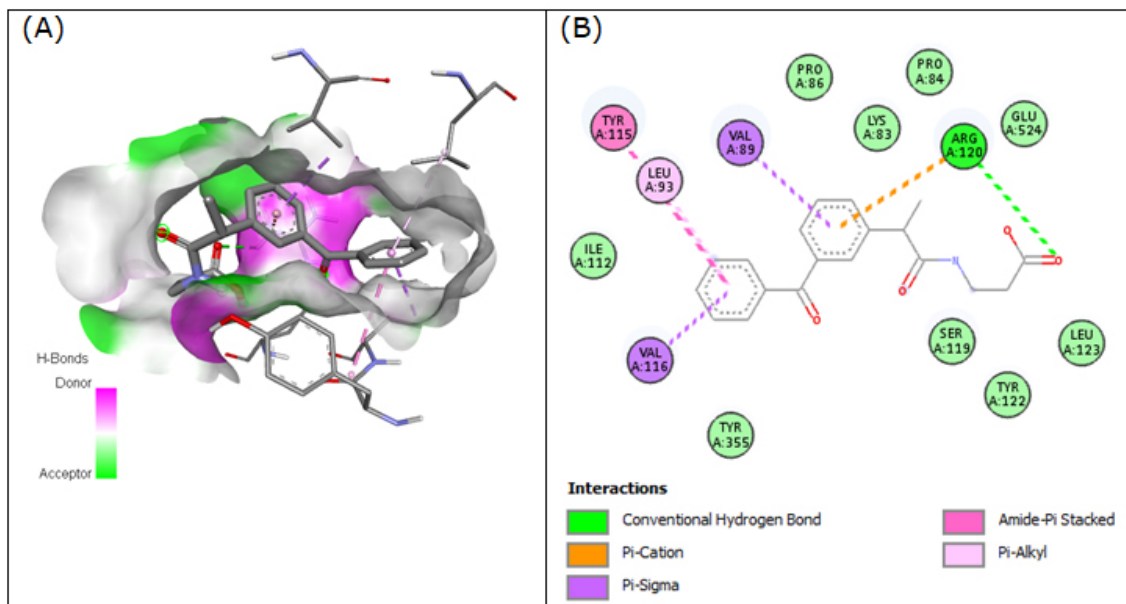 (A)
H-Bonds
Donor
Acceptor
(B)
PRO
A:86
PRO
A:84
TYR
A:115
VAL
A:89
LYS
A:83
GLU
A:524
ARG
A:120
LEU
A:93
ILE
A:112
O
O
N
O
O
VAL
A:116
SER
A:119
LEU
A:123
TYR
A:122
TYR
A:355
Interactions
Conventional Hydrogen Bond
Amide-Pi Stacked
Pi-Cation
Pi-Alkyl
Pi-Sigma